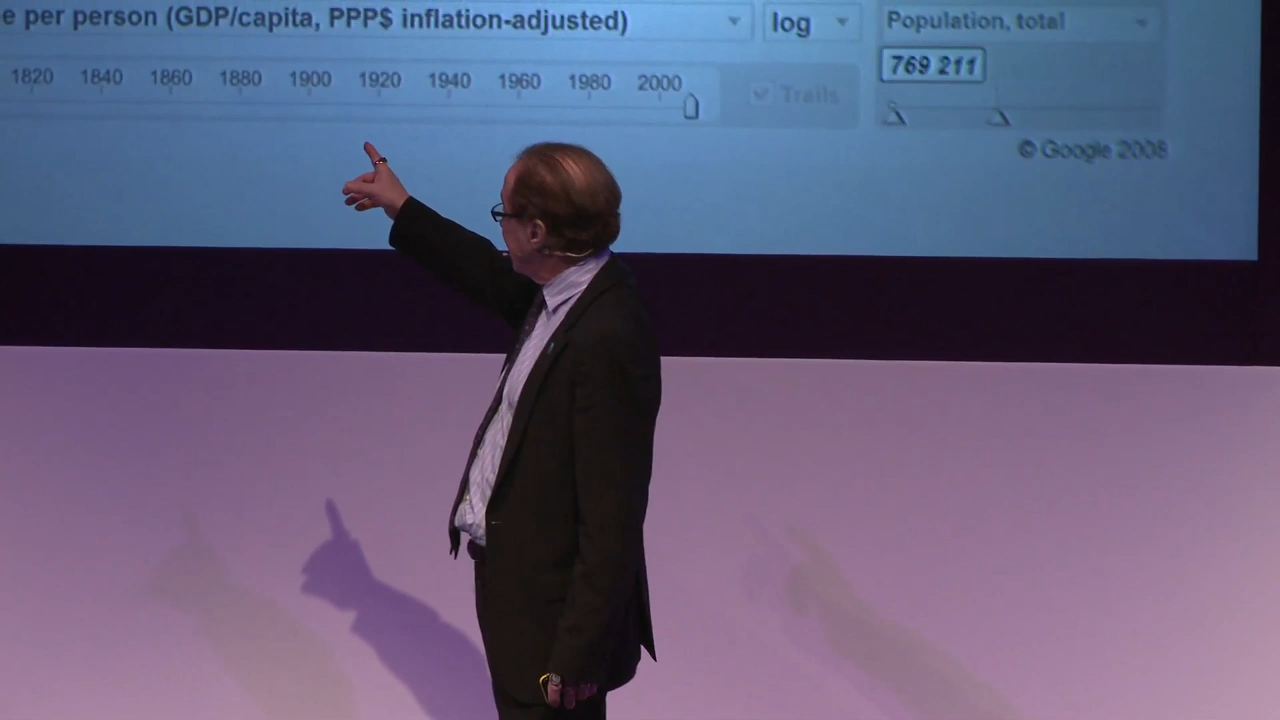 e per person (GDP/capita, PPP$ inflation-adjusted) log Population, total
769 211
1820 1840 1860 1880 1900 1920 1940 1960 1980 2000 Trails
© Google 2008